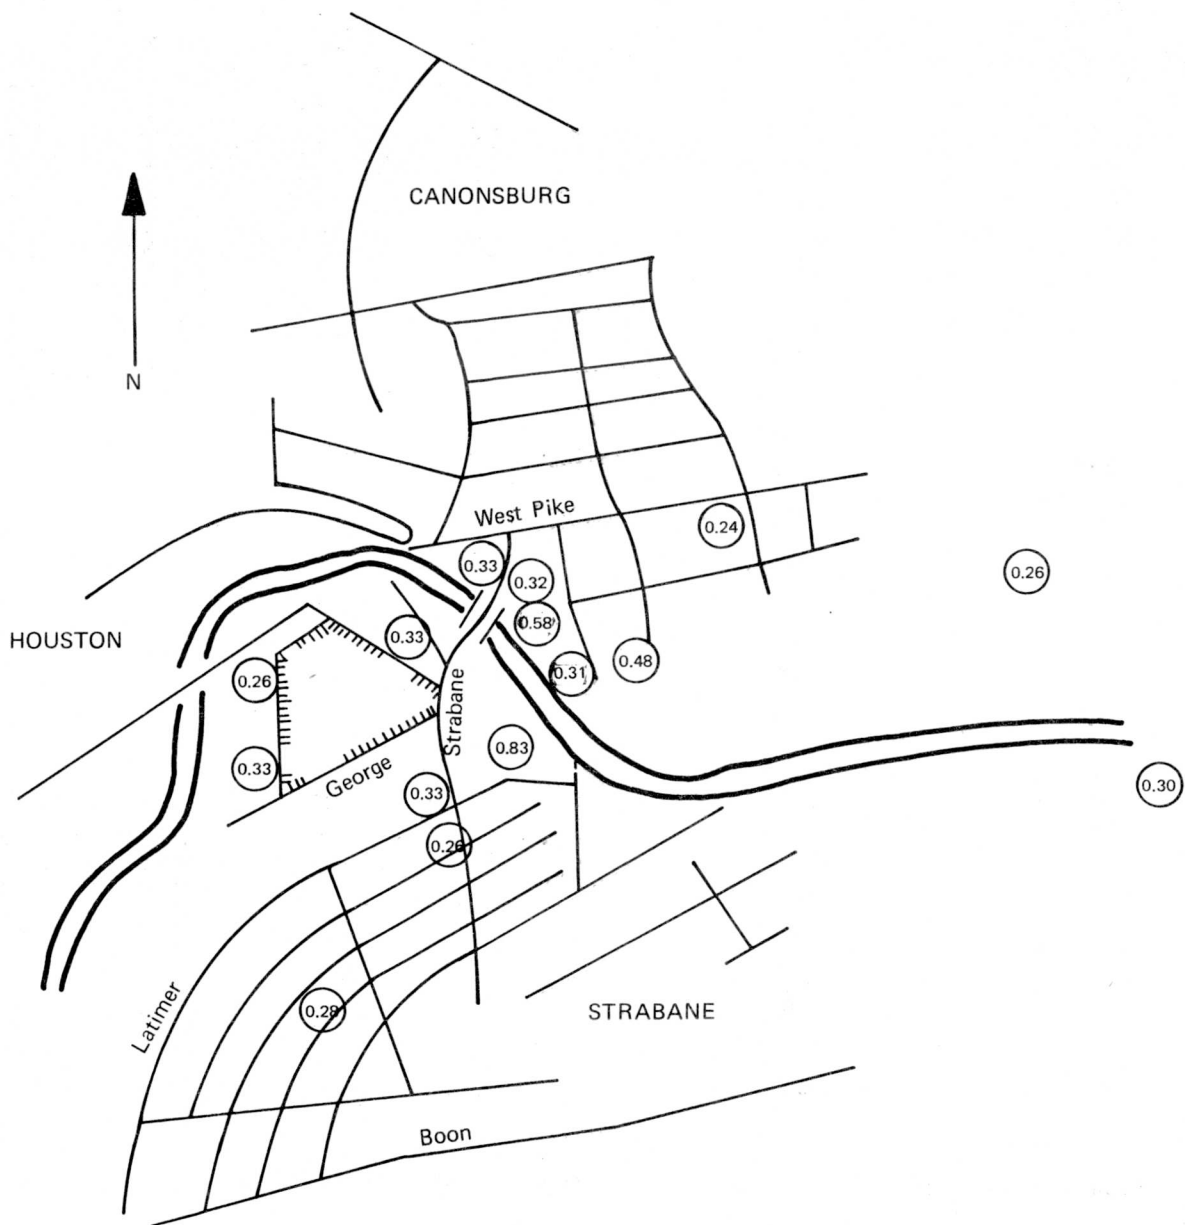 CANONSBURG
N
West Pike
0.24
0.33
0.32
0.26
0.58
HOUSTON
0.33
0.48
0.31
0.26
Strabane
0.83
0.33
George
0.30
0.33
0.26
Latimer
0.28
STRABANE
Boon